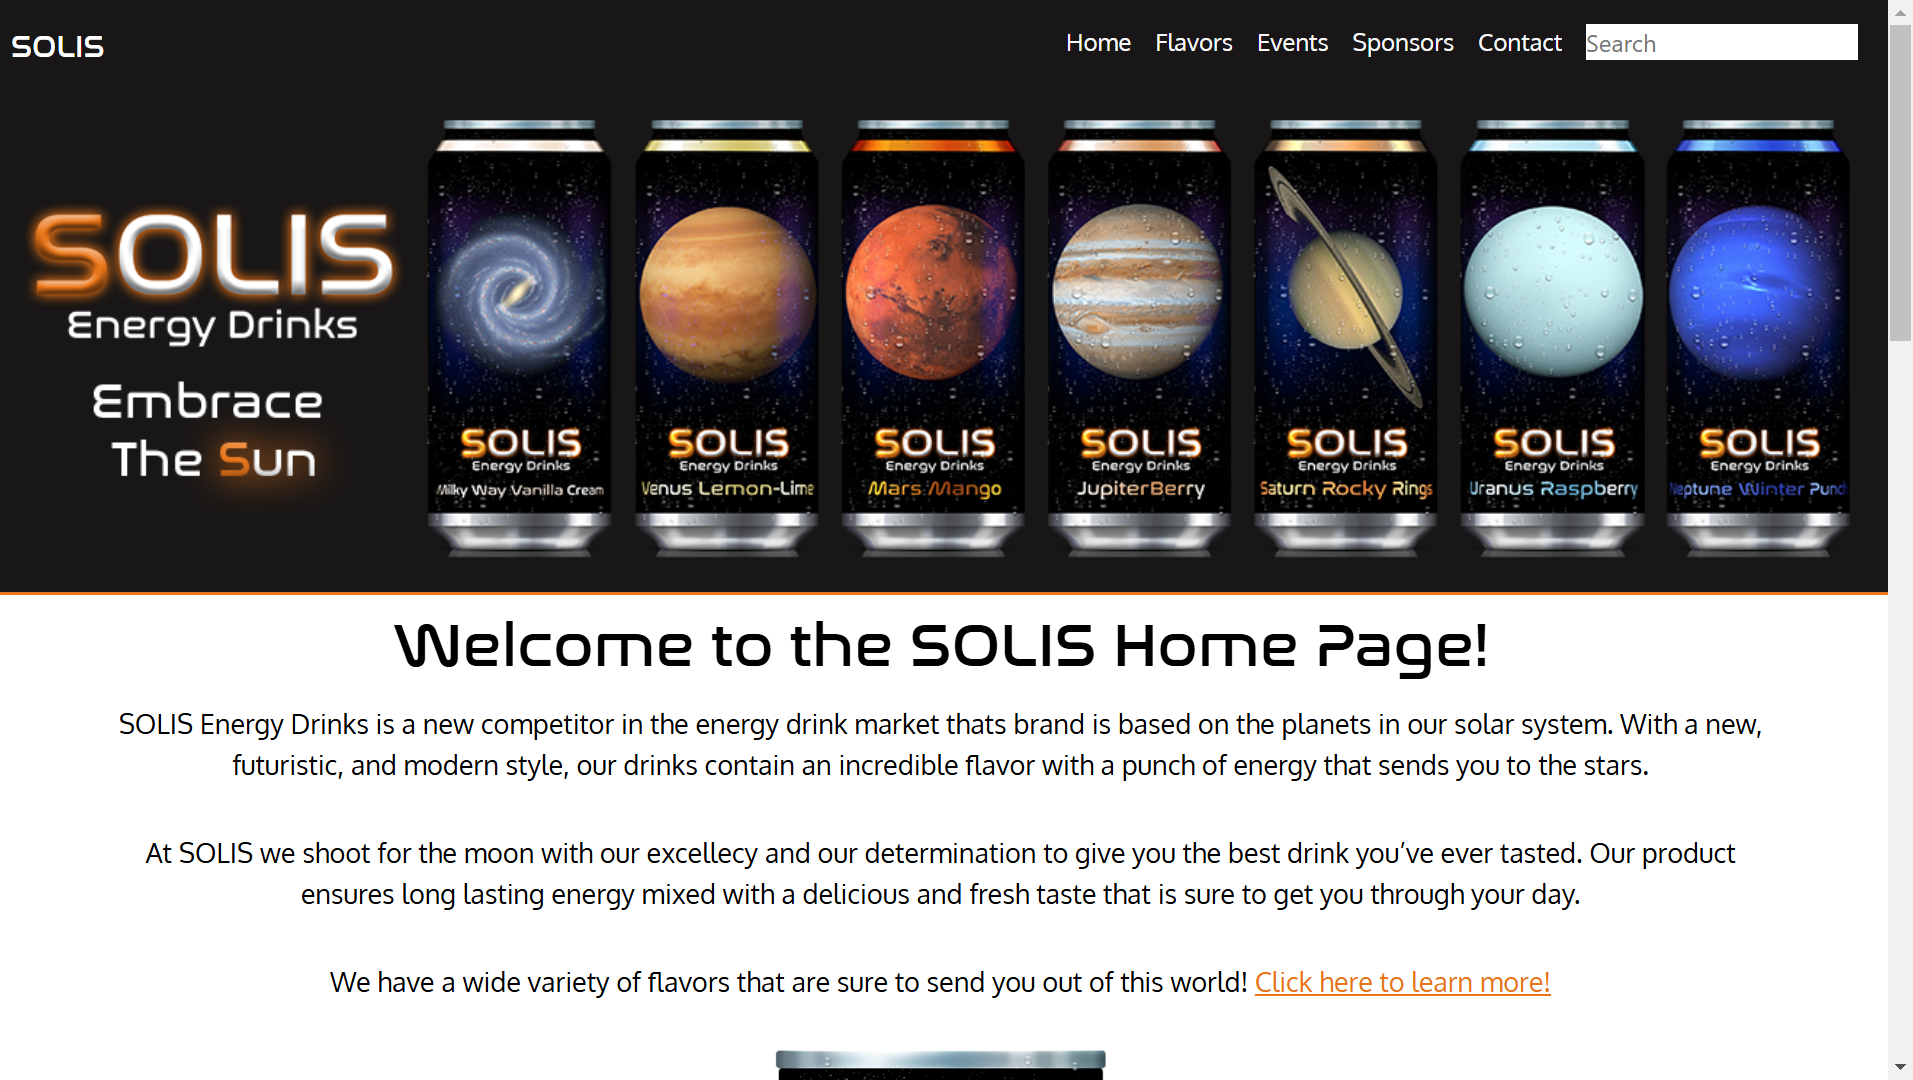 SOLIS
Home Flavors Events Sponsors Contact Search
SOLIS
Energy Drinks
Embrace
The Sun
SOLIS
Energy Drinks
Milky Way Vanilla Cream
SOLIS
Energy Drinks
Venus Lemon-Lime
SOLIS
Energy Drinks
Mars Mango
SOLIS
Energy Drinks
JupiterBerry
SOLIS
Energy Drinks
Saturn Rocky Rings
SOLIS
Energy Drinks
Uranus Raspberry
SOLIS
Energy Drinks
Neptune Winter Punch
Welcome to the SOLIS Home Page!
SOLIS Energy Drinks is a new competitor in the energy drink market thats brand is based on the planets in our solar system. With a new,
futuristic, and modern style, our drinks contain an incredible flavor with a punch of energy that sends you to the stars.
At SOLIS we shoot for the moon with our excellecy and our determination to give you the best drink you’ve ever tasted. Our product
ensures long lasting energy mixed with a delicious and fresh taste that is sure to get you through your day.
We have a wide variety of flavors that are sure to send you out of this world! Click here to learn more!